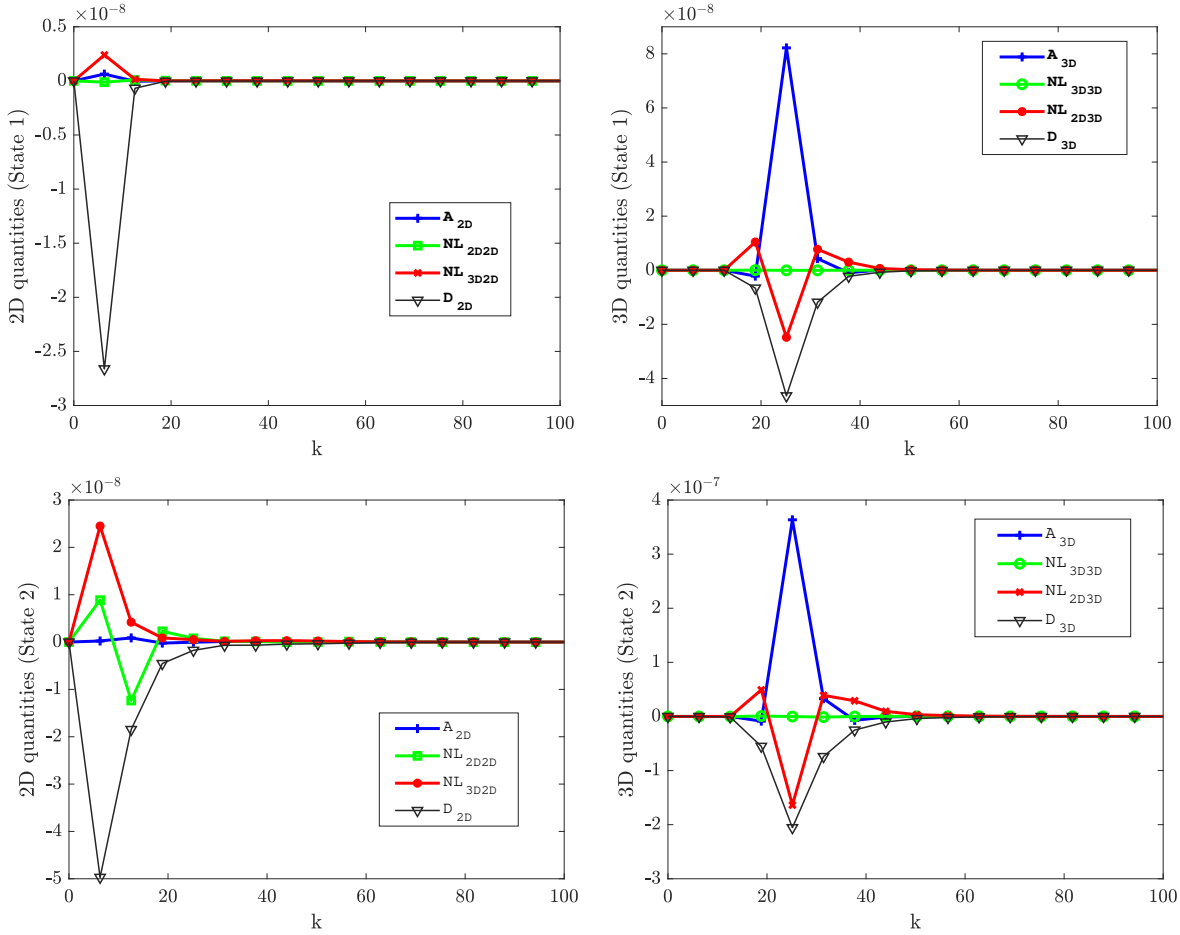 ×10⁻⁸
0.5
0
-0.5
-1
-1.5
-2
-2.5
-3
0 20 40 60 80 100
k
2D quantities (State 1)
A 2D
NL 2D2D
NL 3D2D
D 2D
×10⁻⁸
8
6
4
2
0
-2
-4
0 20 40 60 80 100
k
3D quantities (State 1)
A 3D
NL 3D3D
NL 2D3D
D 3D
×10⁻⁸
3
2
1
0
-1
-2
-3
-4
-5
0 20 40 60 80 100
k
2D quantities (State 2)
A 2D
NL 2D2D
NL 3D2D
D 2D
×10⁻⁷
4
3
2
1
0
-1
-2
-3
0 20 40 60 80 100
k
3D quantities (State 2)
A 3D
NL 3D3D
NL 2D3D
D 3D